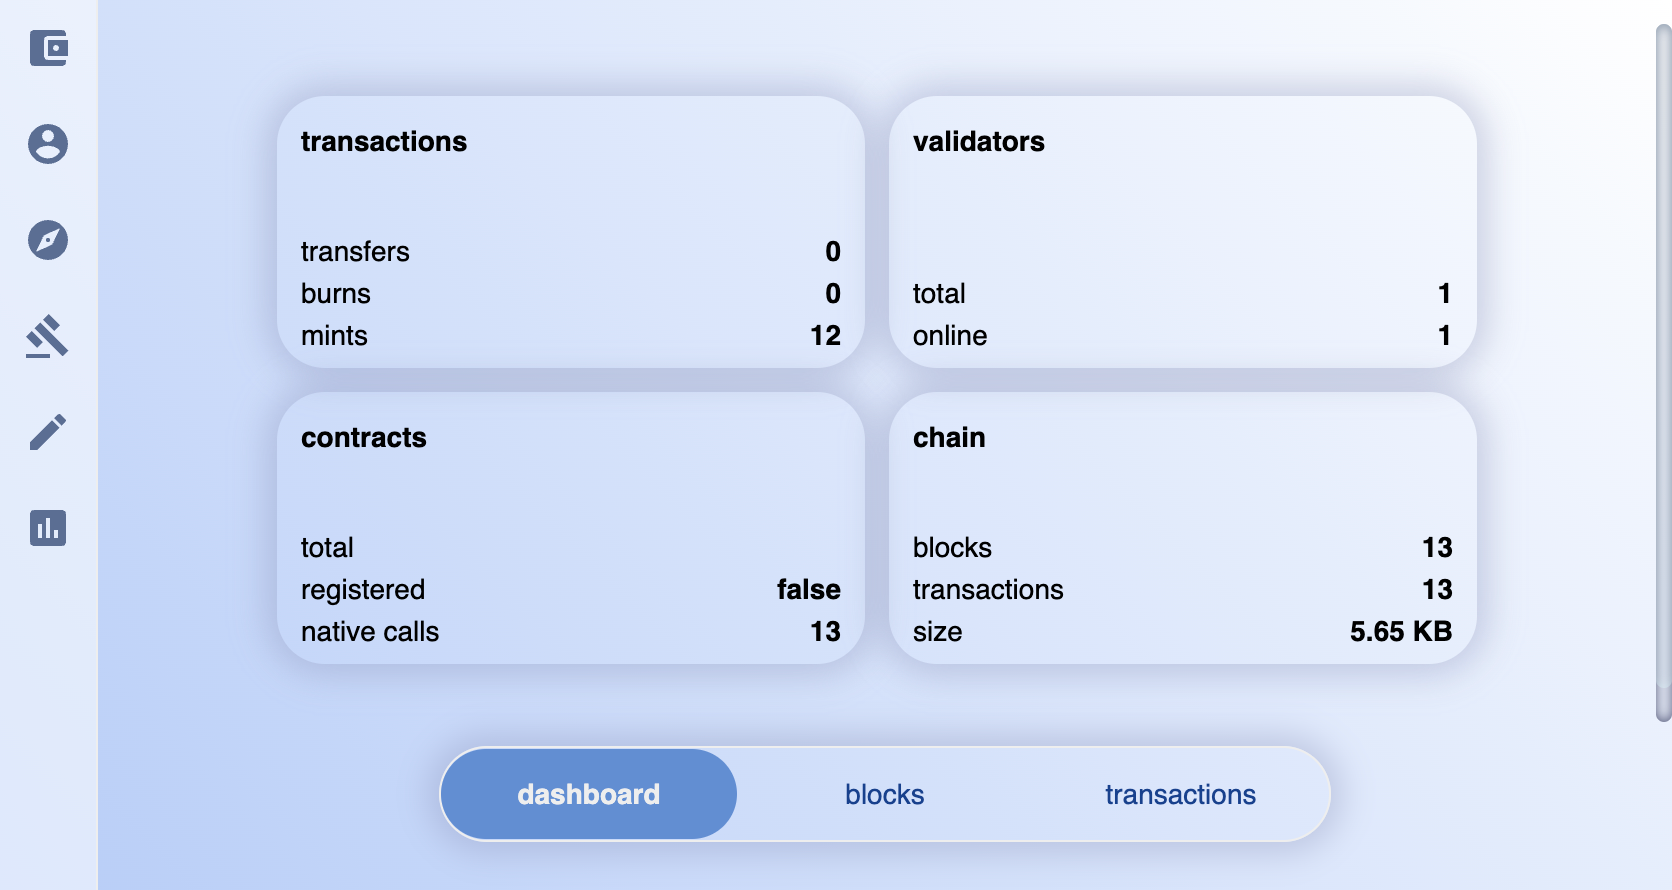 transactions
transfers 0
burns 0
mints 12
validators
total 1
online 1
contracts
total
registered false
native calls 13
chain
blocks 13
transactions 13
size 5.65 KB
dashboard blocks transactions